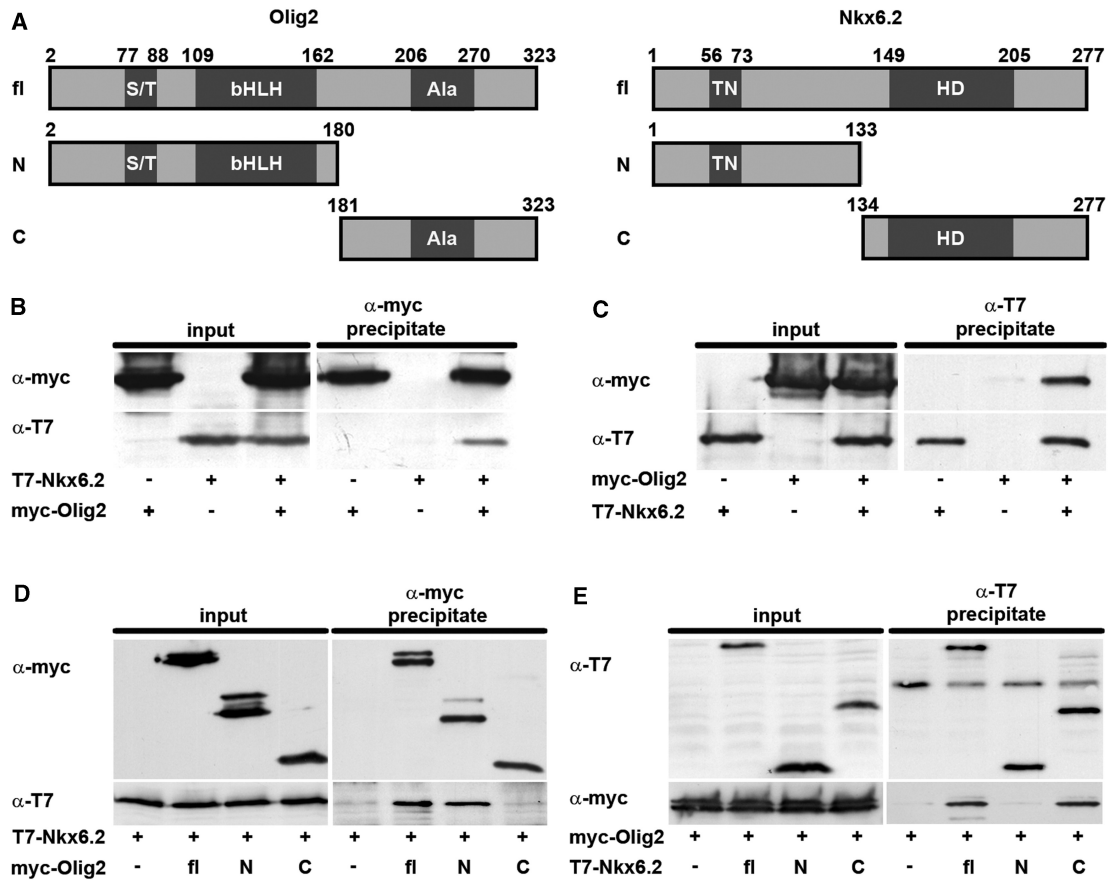 A
Olig2
Nkx6.2
2 77 88 109 162 206 270 323
1 56 73 149 205 277
fl S/T bHLH Ala
fl TN HD
2 180
1 133
N S/T bHLH
N TN
181 323
134 277
C Ala
C HD
B
input
α-myc
precipitate
α-myc
α-T7
T7-Nkx6.2 - + + - + +
myc-Olig2 + - + + - +
C
input
α-T7
precipitate
α-myc
α-T7
myc-Olig2 - + + - + +
T7-Nkx6.2 + - + + - +
D
input
α-myc
precipitate
α-myc
α-T7
T7-Nkx6.2 + + + + + + + +
myc-Olig2 - fl N C - fl N C
E
input
α-T7
precipitate
α-T7
α-myc
myc-Olig2 + + + + + + + +
T7-Nkx6.2 - fl N C - fl N C